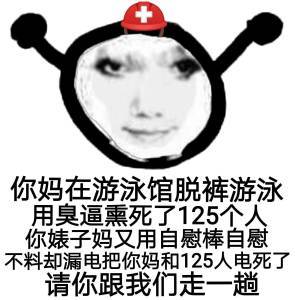 你妈在游泳馆脱裤游泳
用臭逼熏死了125个人
你婊子妈又用自慰棒自慰
不料却漏电把你妈和125人电死了
请你跟我们走一趟